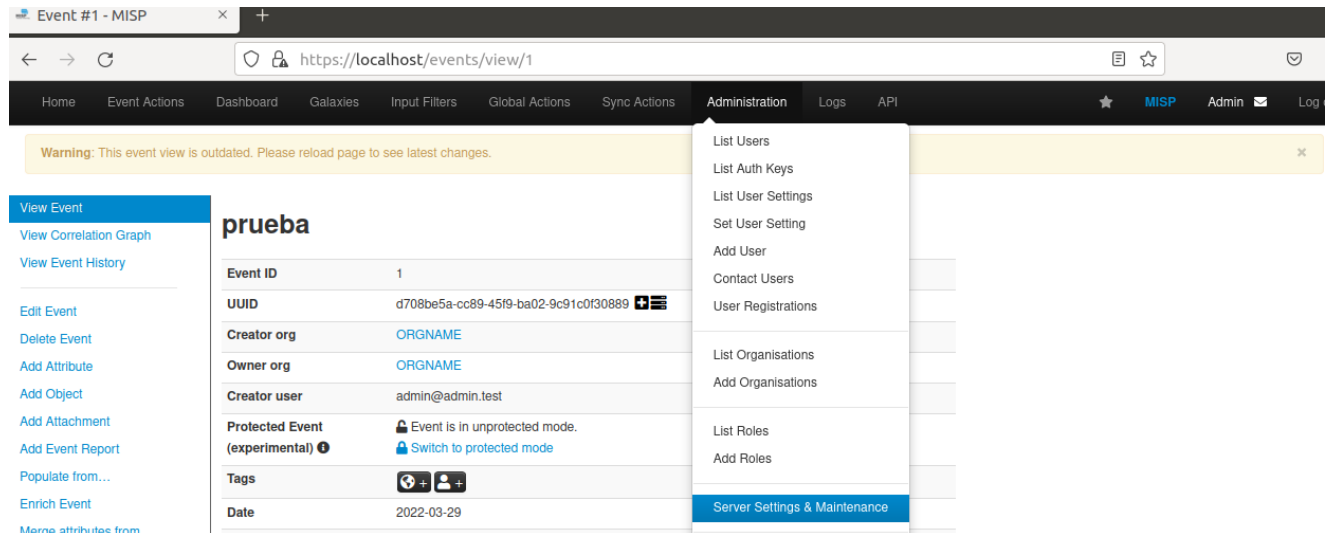 Event #1 - MISP × +
https://localhost/events/view/1
Home Event Actions Dashboard Galaxies Input Filters Global Actions Sync Actions Administration Logs API MISP Admin Log
Warning: This event view is outdated. Please reload page to see latest changes. ×
List Users
List Auth Keys
List User Settings
Set User Setting
Add User
Contact Users
User Registrations
List Organisations
Add Organisations
List Roles
Add Roles
Server Settings & Maintenance
View Event
View Correlation Graph
View Event History
Edit Event
Delete Event
Add Attribute
Add Object
Add Attachment
Add Event Report
Populate from…
Enrich Event
Merge attributes from
prueba
Event ID 1
UUID d708be5a-cc89-45f9-ba02-9c91c0f30889
Creator org ORGNAME
Owner org ORGNAME
Creator user admin@admin.test
Protected Event Event is in unprotected mode.
(experimental) Switch to protected mode
Tags + +
Date 2022-03-29